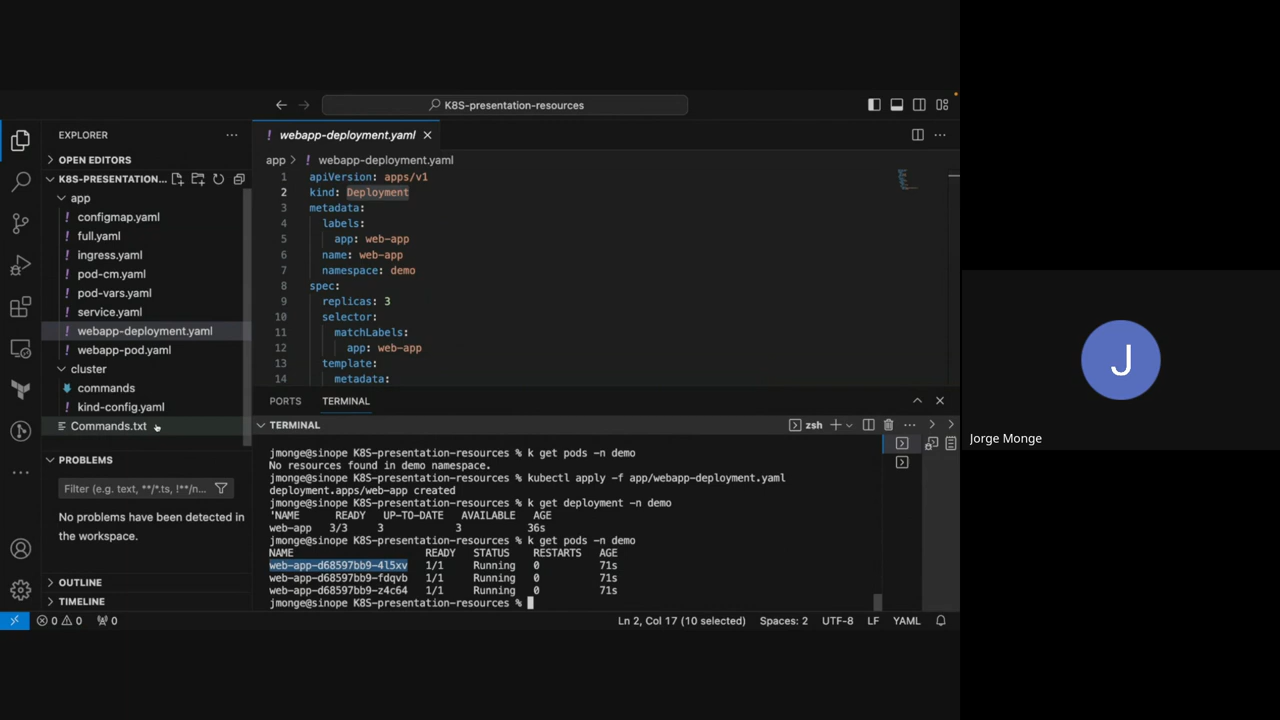 K8S-presentation-resources
EXPLORER
webapp-deployment.yaml
OPEN EDITORS
app
webapp-deployment.yaml
K8S-PRESENTATION...
app
configmap.yaml
full.yaml
ingress.yaml
pod-cm.yaml
pod-vars.yaml
service.yaml
webapp-deployment.yaml
webapp-pod.yaml
cluster
commands
kind-config.yaml
Commands.txt
PROBLEMS
Filter (e.g. text, **/*.ts, !**/n...
No problems have been detected in
the workspace.
OUTLINE
TIMELINE
1 apiVersion: apps/v1
2 kind: Deployment
3 metadata:
4 labels:
5 app: web-app
6 name: web-app
7 namespace: demo
8 spec:
9 replicas: 3
10 selector:
11 matchLabels:
12 app: web-app
13 template:
14 metadata:
PORTS TERMINAL
TERMINAL
zsh
jmonge@sinope K8S-presentation-resources % k get pods -n demo
No resources found in demo namespace.
jmonge@sinope K8S-presentation-resources % kubectl apply -f app/webapp-deployment.yaml
deployment.apps/web-app created
jmonge@sinope K8S-presentation-resources % k get deployment -n demo
'NAME READY UP-TO-DATE AVAILABLE AGE
web-app 3/3 3 3 36s
jmonge@sinope K8S-presentation-resources % k get pods -n demo
NAME READY STATUS RESTARTS AGE
web-app-d68597bb9-4l5xv 1/1 Running 0 71s
web-app-d68597bb9-fdqvb 1/1 Running 0 71s
web-app-d68597bb9-z4c64 1/1 Running 0 71s
jmonge@sinope K8S-presentation-resources %
0 0 0 Ln 2, Col 17 (10 selected) Spaces: 2 UTF-8 LF YAML
J
Jorge Monge